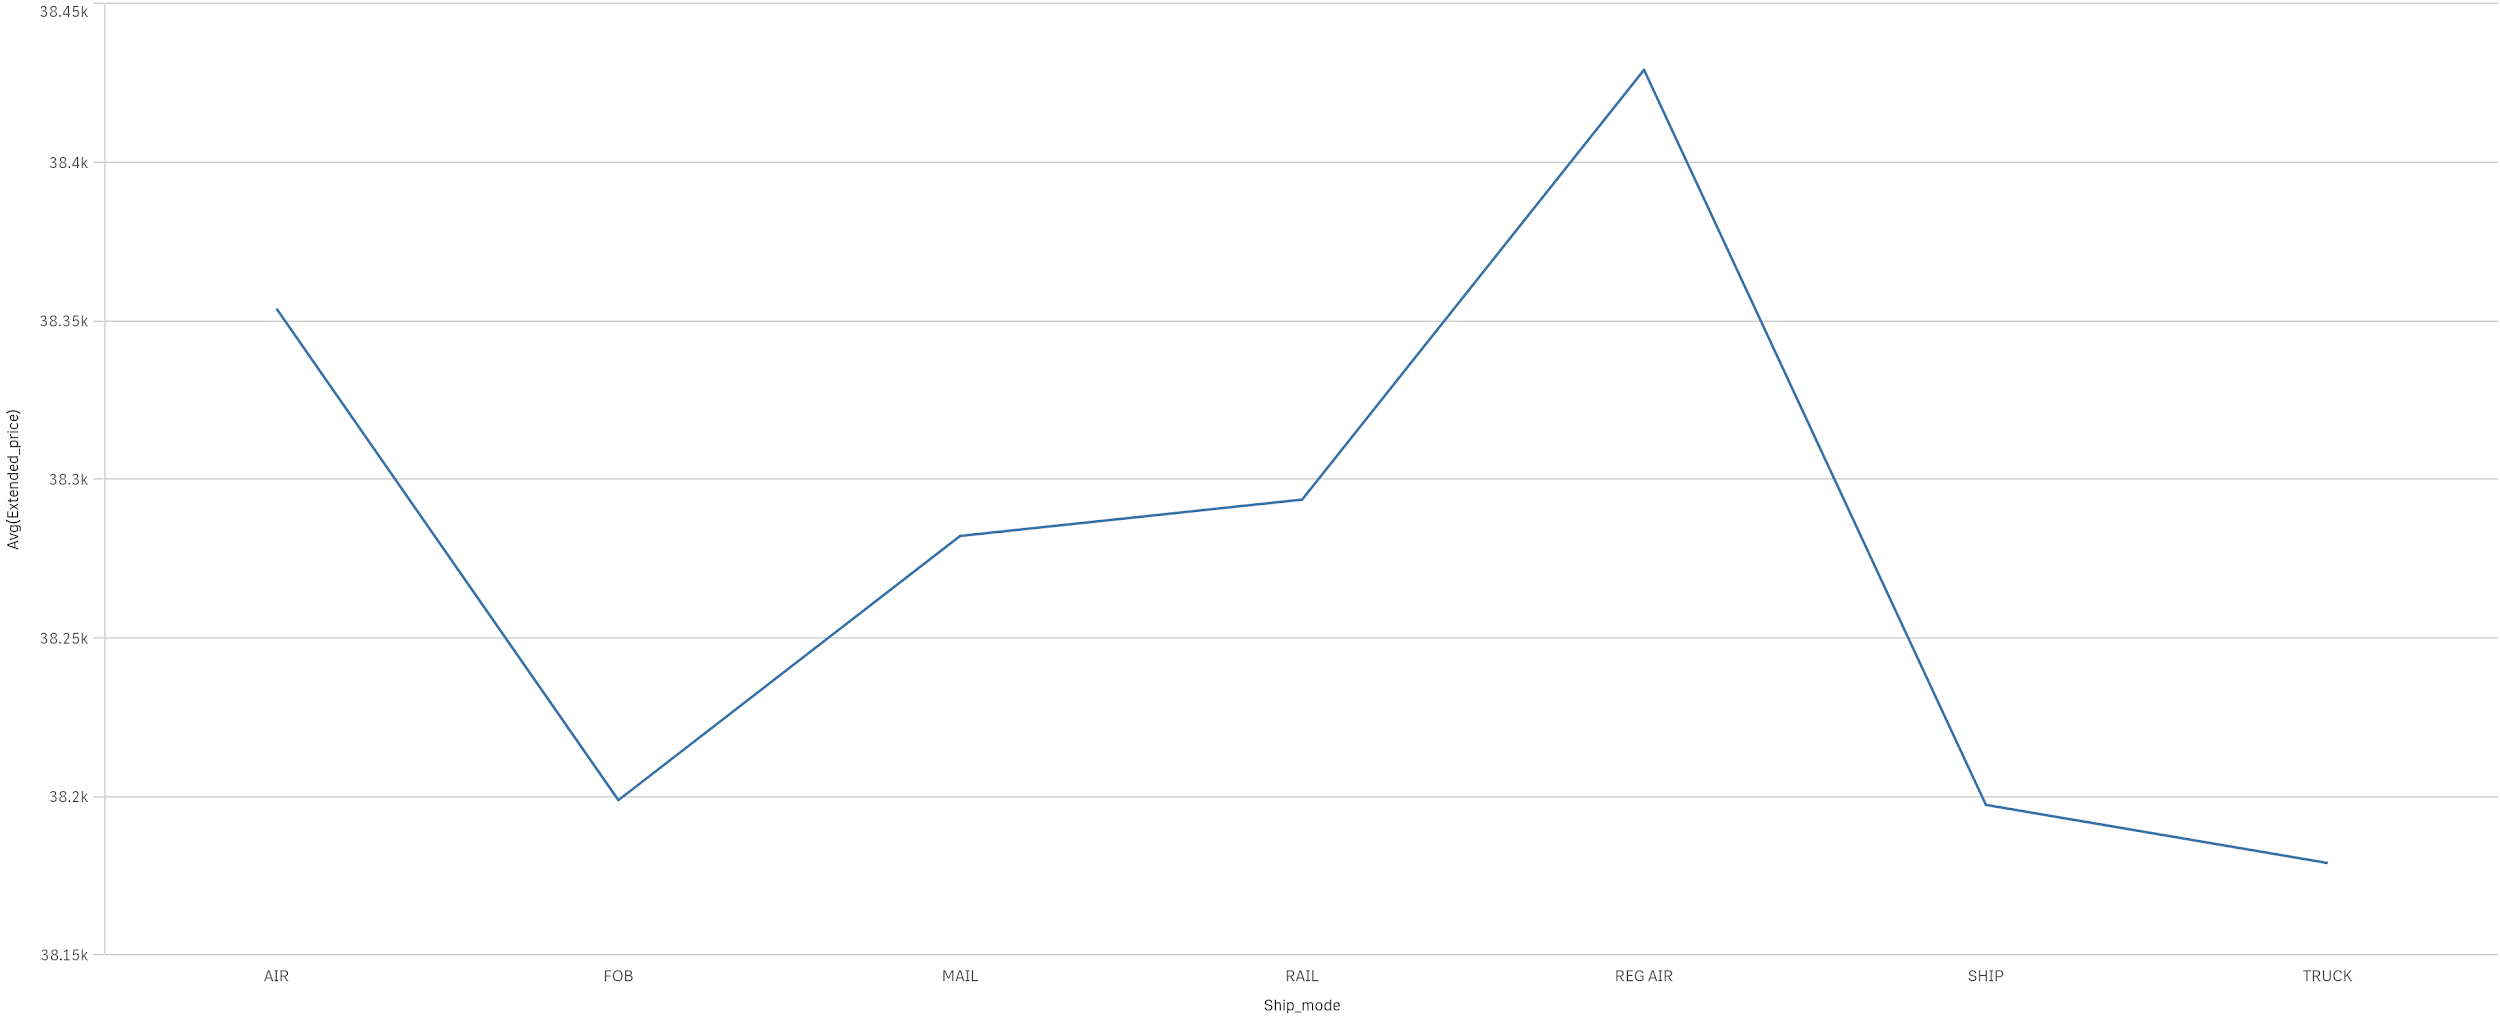 38.45k
38.4k
38.35k
38.3k
38.25k
38.2k
38.15k
Avg(Extended_price)
AIR FOB MAIL RAIL REG AIR SHIP TRUCK
Ship_mode